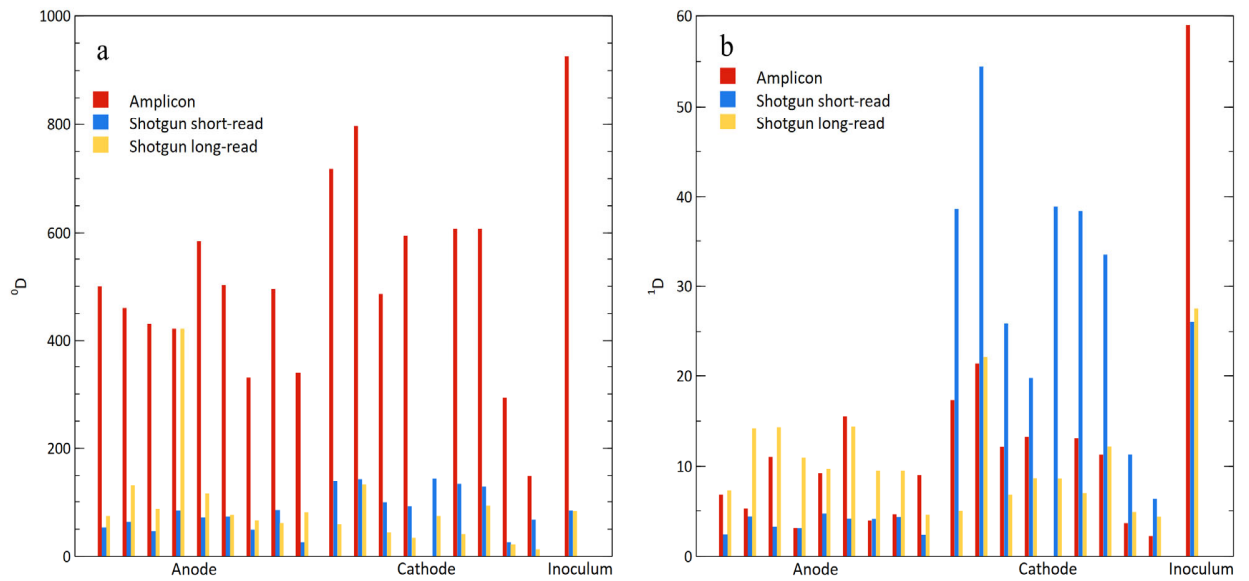 a
Amplicon
Shotgun short-read
Shotgun long-read
1000
800
600
400
200
0
⁰D
Anode Cathode Inoculum
b
Amplicon
Shotgun short-read
Shotgun long-read
60
50
40
30
20
10
0
¹D
Anode Cathode Inoculum